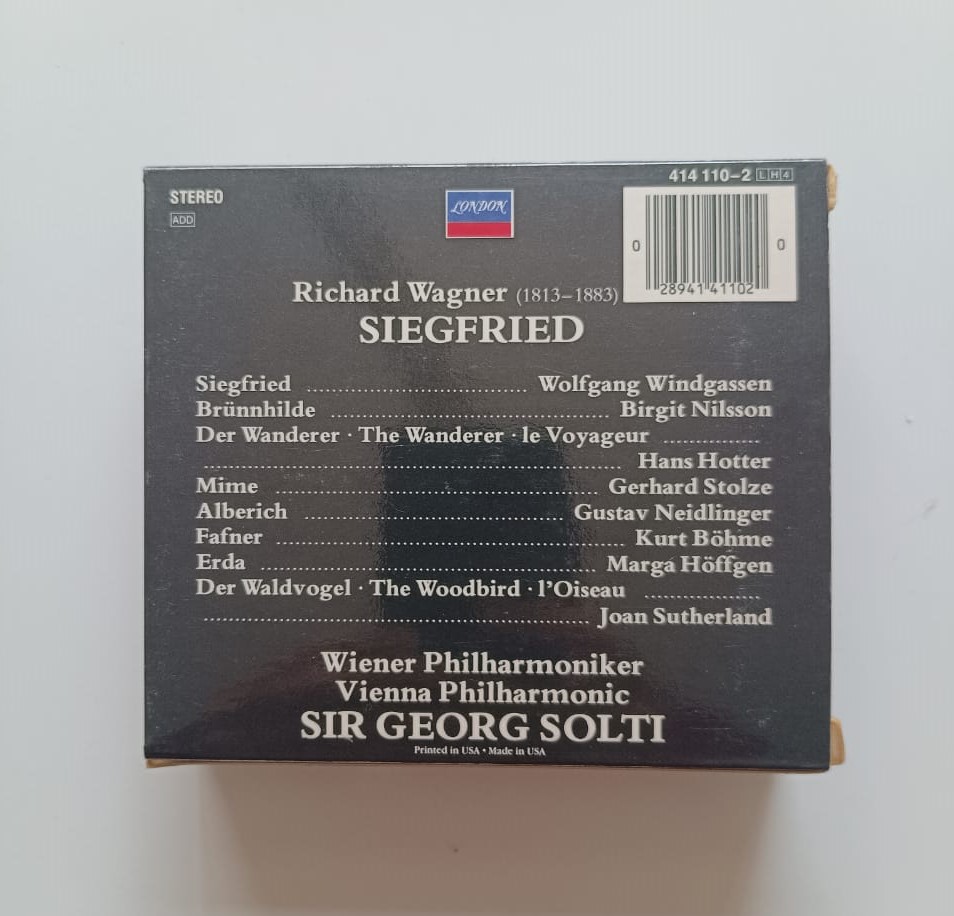 414 110-2 L H 4
STEREO
ADD
LONDON
0 28941 41102 0
Richard Wagner (1813–1883)
SIEGFRIED
Siegfried ........................................ Wolfgang Windgassen
Brünnhilde ........................................ Birgit Nilsson
Der Wanderer · The Wanderer · le Voyageur ................
........................................ Hans Hotter
Mime ........................................ Gerhard Stolze
Alberich ........................................ Gustav Neidlinger
Fafner ........................................ Kurt Böhme
Erda ........................................ Marga Höffgen
Der Waldvogel · The Woodbird · l'Oiseau ...................
........................................ Joan Sutherland
Wiener Philharmoniker
Vienna Philharmonic
SIR GEORG SOLTI
Printed in USA • Made in USA